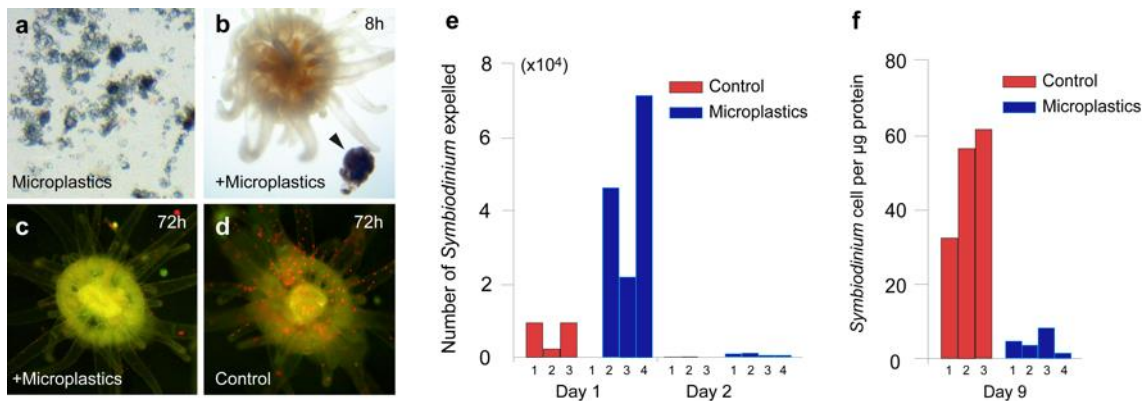 a
Microplastics
b
8h
+Microplastics
c
72h
+Microplastics
d
72h
Control
e
(x10⁴)
Control
Microplastics
Number of Symbiodinium expelled
8
6
4
2
0
1 2 3 1 2 3 4 1 2 3 1 2 3 4
Day 1 Day 2
f
Control
Microplastics
Symbiodinium cell per µg protein
80
60
40
20
0
1 2 3 1 2 3 4
Day 9